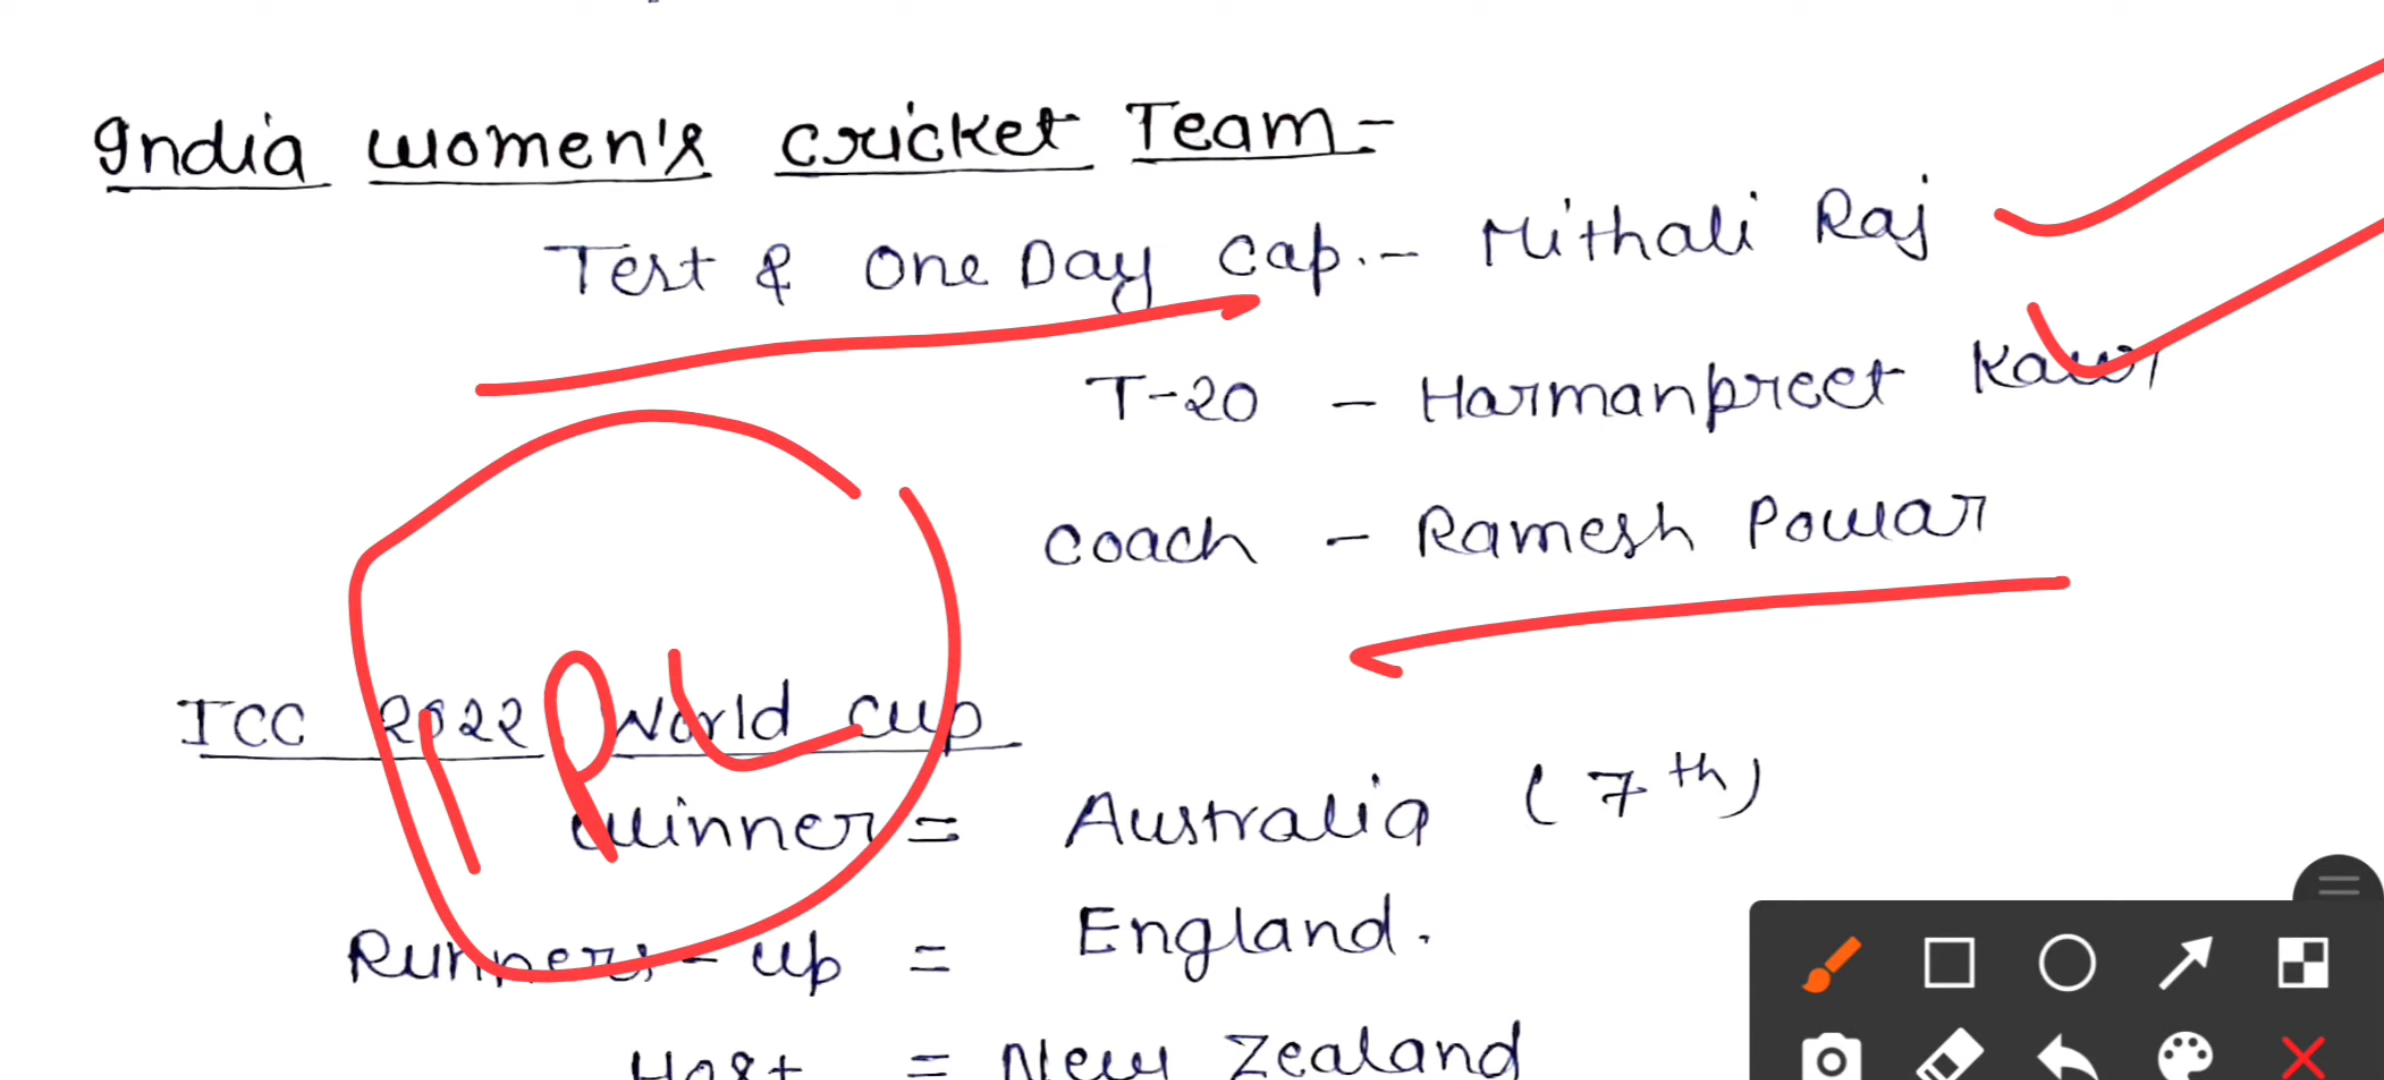 India women's cricket Team-
Test & One Day Cap.- Mithali Raj
T-20 - Harmanpreet Kaur
Coach - Ramesh Powar
IPL
ICC 2022 World Cup
Winner = Australia (7th)
Runners-up = England.
Host = New Zealand